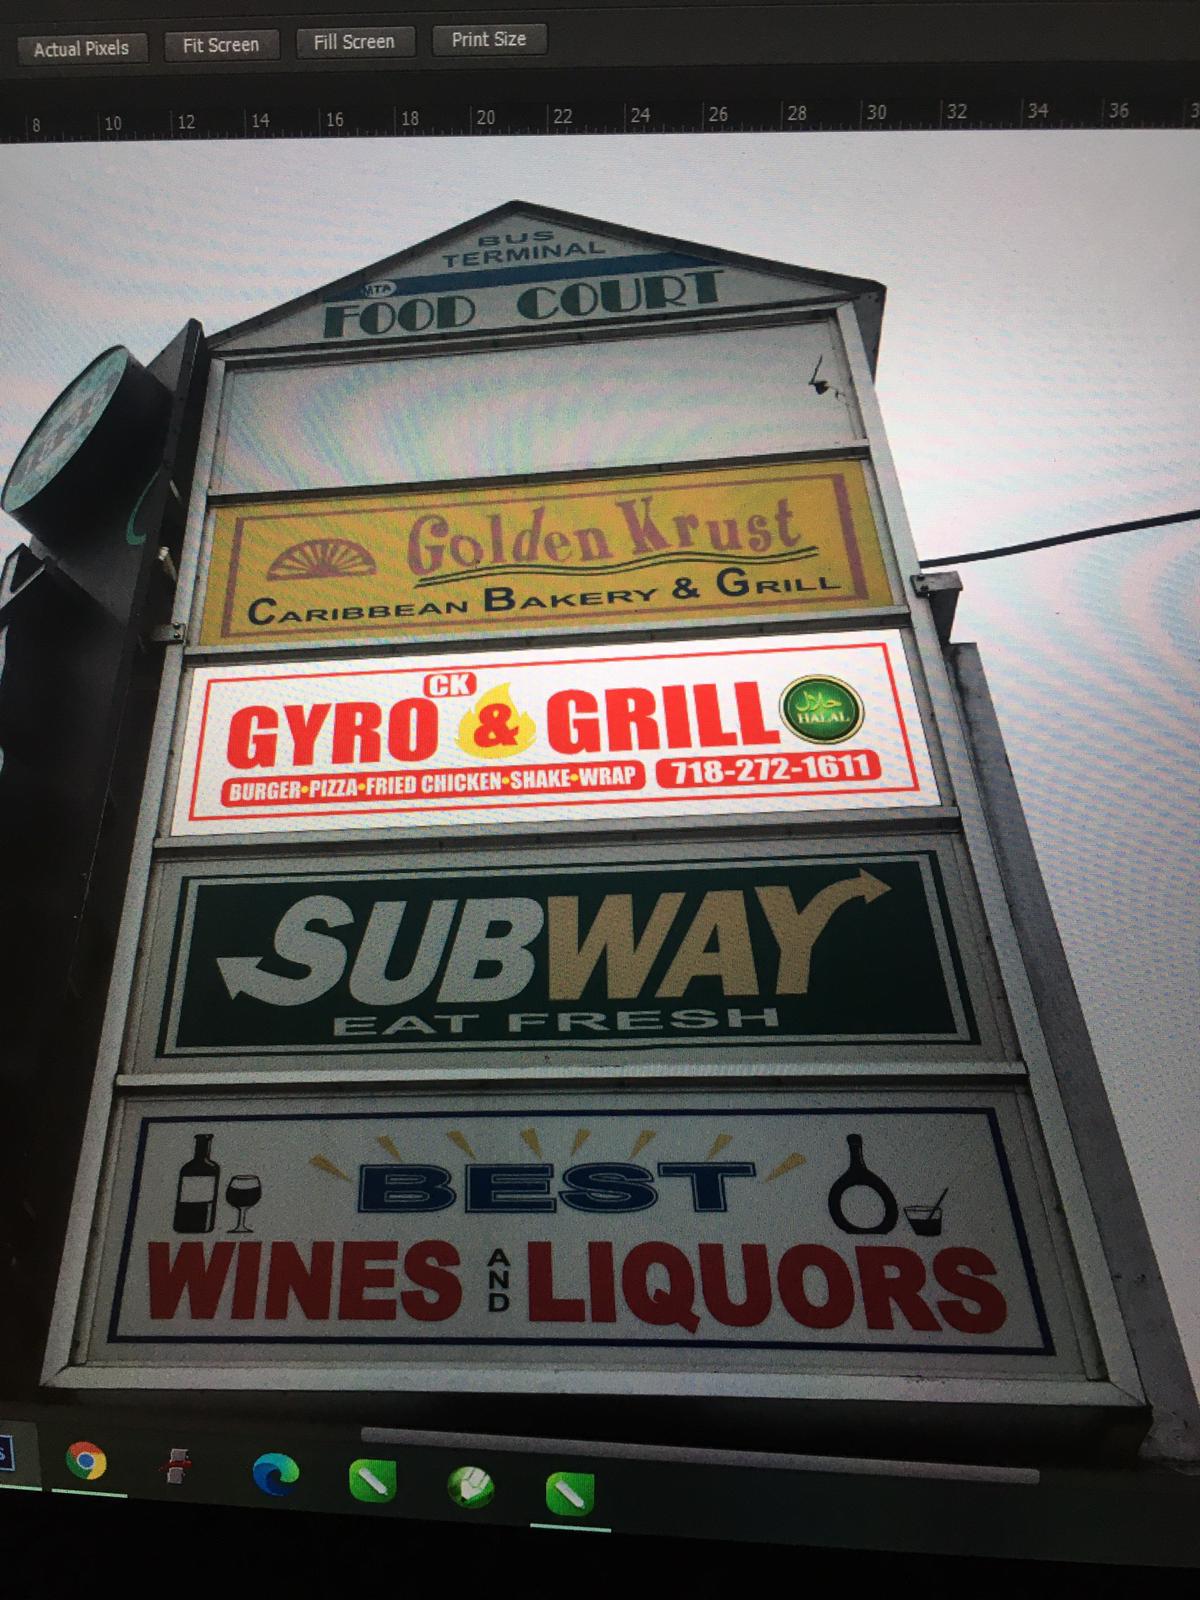 Actual Pixels
Fit Screen
Fill Screen
Print Size
8 10 12 14 16 18 20 22 24 26 28 30 32 34 36
BUS
TERMINAL
MTA
FOOD COURT
Golden Krust
CARIBBEAN BAKERY & GRILL
CK
GYRO & GRILL
حلال
HALAL
BURGER•PIZZA•FRIED CHICKEN•SHAKE•WRAP
718-272-1611
SUBWAY
EAT FRESH
BEST
WINES AND LIQUORS